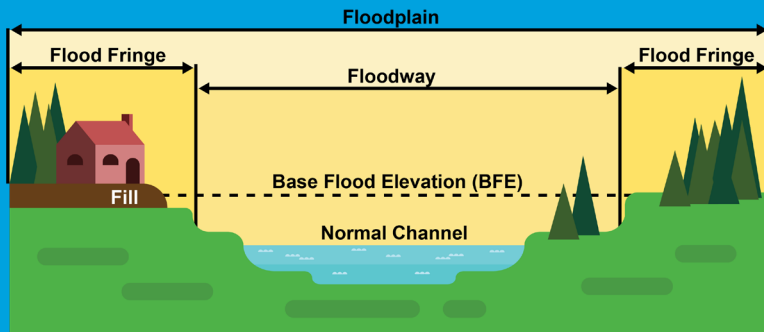 Floodplain
Flood Fringe
Flood Fringe
Floodway
Base Flood Elevation (BFE)
Fill
Normal Channel